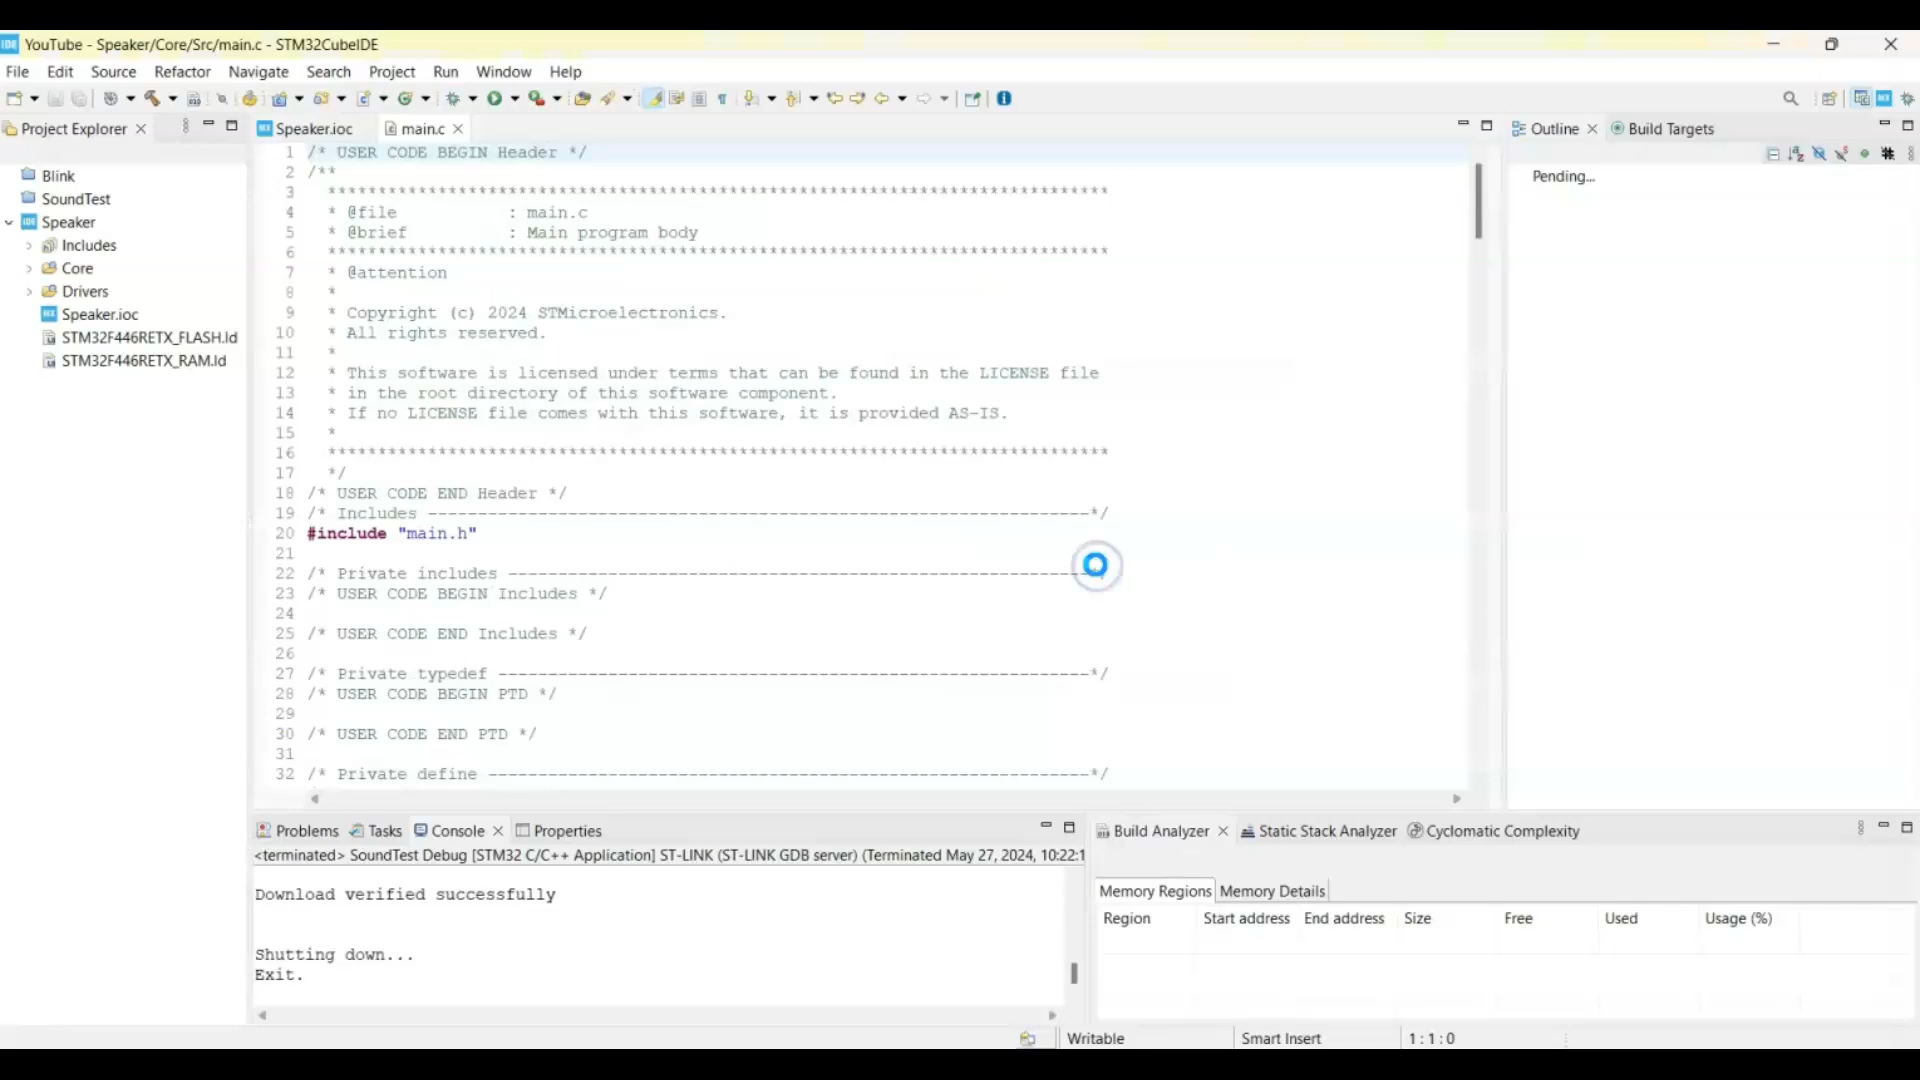 YouTube - Speaker/Core/Src/main.c - STM32CubeIDE
File Edit Source Refactor Navigate Search Project Run Window Help
Project Explorer
Speaker.ioc
main.c
Outline
Build Targets
Blink
SoundTest
Speaker
Includes
Core
Drivers
Speaker.ioc
STM32F446RETX_FLASH.ld
STM32F446RETX_RAM.ld
1 /* USER CODE BEGIN Header */
2 /**
3 ******************************************************************************
4 * @file : main.c
5 * @brief : Main program body
6 ******************************************************************************
7 * @attention
8 *
9 * Copyright (c) 2024 STMicroelectronics.
10 * All rights reserved.
11 *
12 * This software is licensed under terms that can be found in the LICENSE file
13 * in the root directory of this software component.
14 * If no LICENSE file comes with this software, it is provided AS-IS.
15 *
16 ******************************************************************************
17 */
18 /* USER CODE END Header */
19 /* Includes ------------------------------------------------------------------*/
20 #include "main.h"
21
22 /* Private includes ----------------------------------------------------------
23 /* USER CODE BEGIN Includes */
24
25 /* USER CODE END Includes */
26
27 /* Private typedef -----------------------------------------------------------*/
28 /* USER CODE BEGIN PTD */
29
30 /* USER CODE END PTD */
31
32 /* Private define ------------------------------------------------------------*/
Pending...
Problems Tasks Console Properties
<terminated> SoundTest Debug [STM32 C/C++ Application] ST-LINK (ST-LINK GDB server) (Terminated May 27, 2024, 10:22:1
Download verified successfully
Shutting down...
Exit.
Build Analyzer Static Stack Analyzer Cyclomatic Complexity
Memory Regions Memory Details
Region Start address End address Size Free Used Usage (%)
Writable Smart Insert 1 : 1 : 0